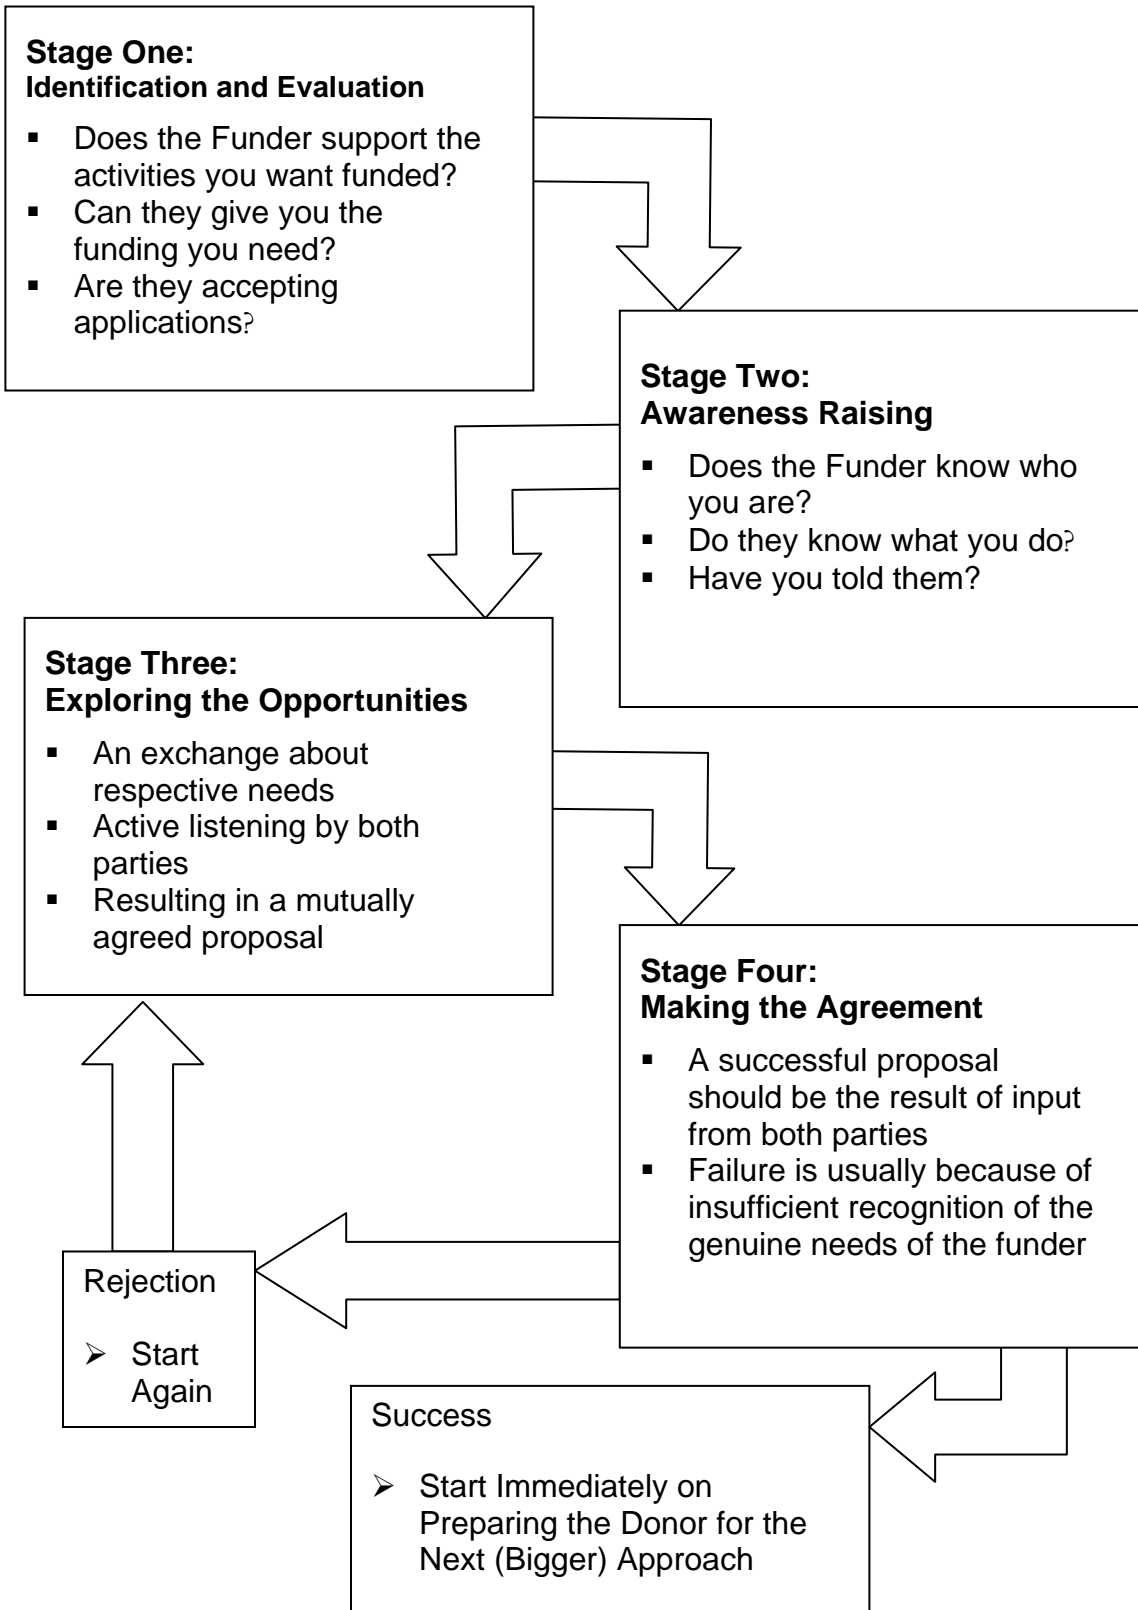 Stage One:
Identification and Evaluation
▪ Does the Funder support the
activities you want funded?
▪ Can they give you the
funding you need?
▪ Are they accepting
applications?
Stage Two:
Awareness Raising
▪ Does the Funder know who
you are?
▪ Do they know what you do?
▪ Have you told them?
Stage Three:
Exploring the Opportunities
▪ An exchange about
respective needs
▪ Active listening by both
parties
▪ Resulting in a mutually
agreed proposal
Stage Four:
Making the Agreement
▪ A successful proposal
should be the result of input
from both parties
▪ Failure is usually because of
insufficient recognition of the
genuine needs of the funder
Rejection
➢ Start
Again
Success
➢ Start Immediately on
Preparing the Donor for the
Next (Bigger) Approach